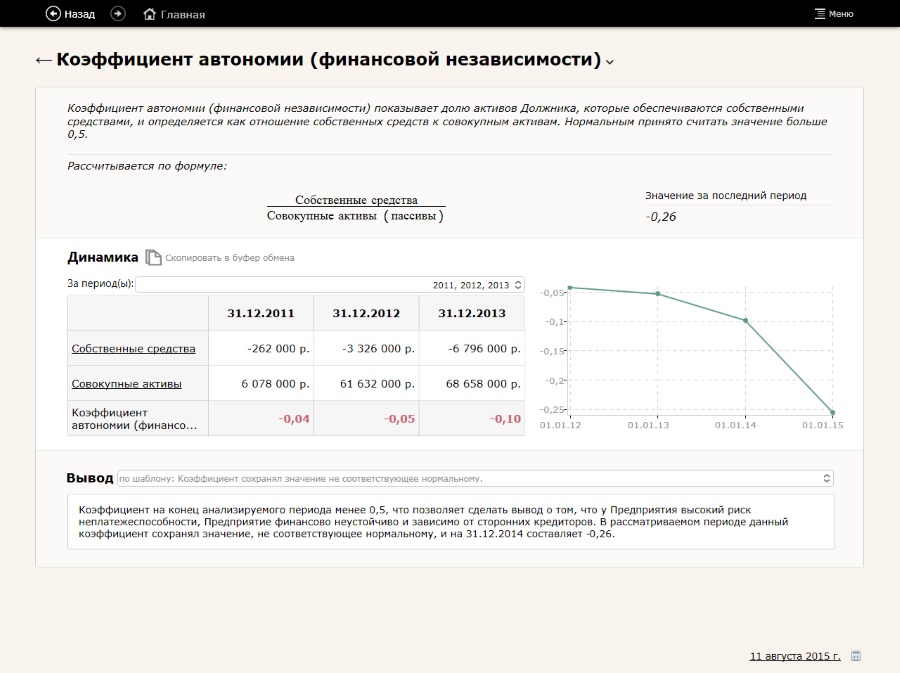 Назад
Главная
Меню
Коэффициент автономии (финансовой независимости)
Коэффициент автономии (финансовой независимости) показывает долю активов Должника, которые обеспечиваются собственными
средствами, и определяется как отношение собственных средств к совокупным активам. Нормальным принято считать значение больше
0,5.
Рассчитывается по формуле:
Собственные средства
Совокупные активы (пассивы)
Значение за последний период
-0,26
Динамика
Скопировать в буфер обмена
За период(ы):
2011, 2012, 2013
31.12.2011 31.12.2012 31.12.2013
Собственные средства -262 000 р. -3 326 000 р. -6 796 000 р.
Совокупные активы 6 078 000 р. 61 632 000 р. 68 658 000 р.
Коэффициент
автономии (финансо... -0,04 -0,05 -0,10
-0,05
-0,1
-0,15
-0,2
-0,25
01.01.12 01.01.13 01.01.14 01.01.15
Вывод
по шаблону: Коэффициент сохранял значение не соответствующее нормальному.
Коэффициент на конец анализируемого периода менее 0,5, что позволяет сделать вывод о том, что у Предприятия высокий риск
неплатежеспособности, Предприятие финансово неустойчиво и зависимо от сторонних кредиторов. В рассматриваемом периоде данный
коэффициент сохранял значение, не соответствующее нормальному, и на 31.12.2014 составляет -0,26.
11 августа 2015 г.